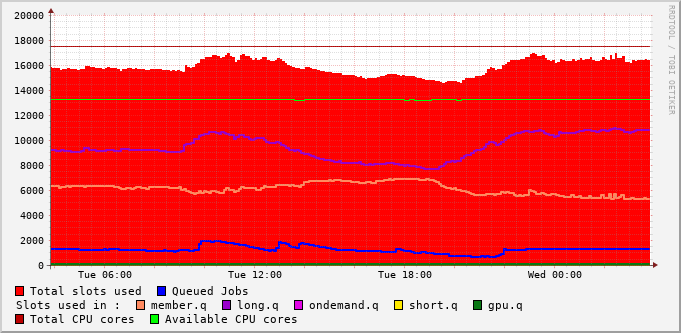 20000
18000
16000
14000
12000
10000
8000
6000
4000
2000
0
Tue 06:00 Tue 12:00 Tue 18:00 Wed 00:00
Total slots used Queued Jobs
Slots used in : member.q long.q ondemand.q short.q gpu.q
Total CPU cores Available CPU cores
RRDTOOL / TOBI OETIKER